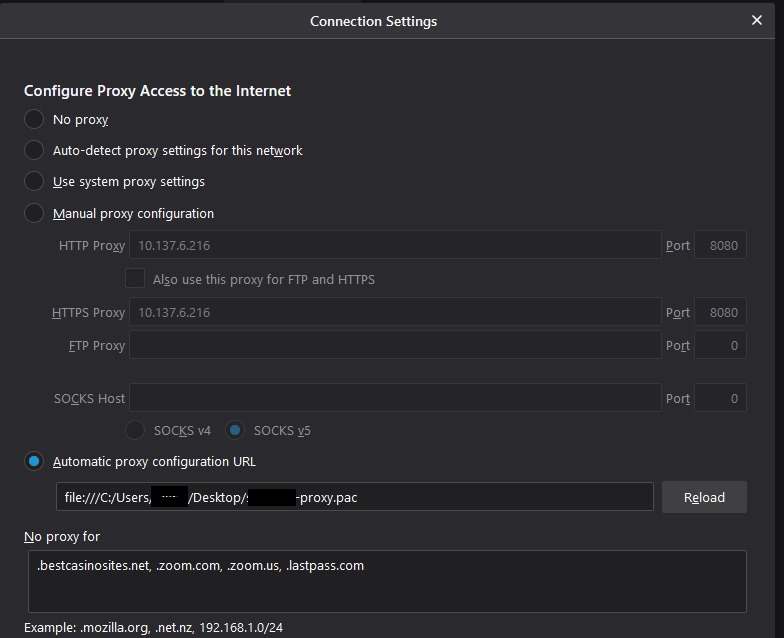 Connection Settings
Configure Proxy Access to the Internet
No proxy
Auto-detect proxy settings for this network
Use system proxy settings
Manual proxy configuration
HTTP Proxy 10.137.6.216 Port 8080
Also use this proxy for FTP and HTTPS
HTTPS Proxy 10.137.6.216 Port 8080
FTP Proxy Port 0
SOCKS Host Port 0
SOCKS v4 SOCKS v5
Automatic proxy configuration URL
file:///C:/Users/ /Desktop/ -proxy.pac Reload
No proxy for
.bestcasinosites.net, .zoom.com, .zoom.us, .lastpass.com
Example: .mozilla.org, .net.nz, 192.168.1.0/24